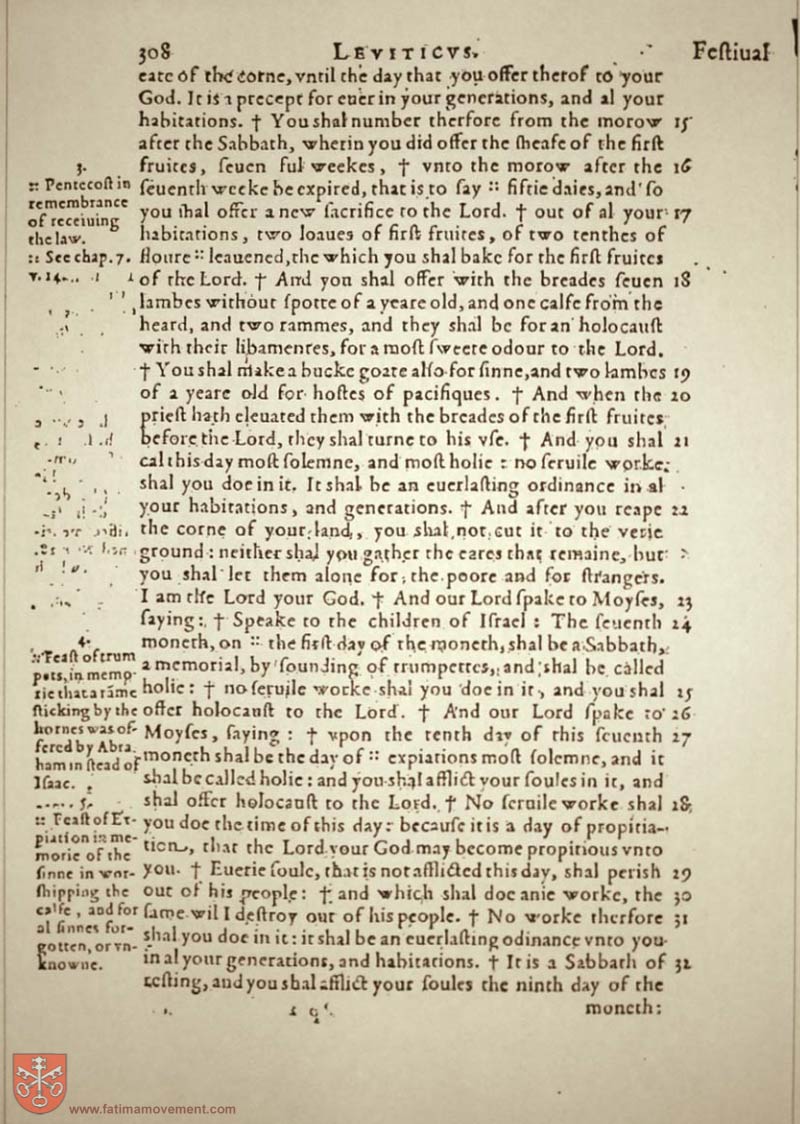 308 LEVITICVS. Feſtiual
eate of the corne, vntil the day that you offer therof to your
God. It is a precept for euer in your generations, and al your
habitations. † You shal number therfore from the morow 15
after the Sabbath, wherin you did offer the ſheafe of the firſt
fruites, ſeuen ful weekes, † vnto the morow after the 16
ſeuenth weeke be expired, that is to ſay :: fiftie daies, and ſo
you ſhal offer a new ſacrifice to the Lord. † out of al your 17
habitations, two loaues of firſt fruites, of two tenthes of
floure :: leauened, the which you shal bake for the firſt fruites
of the Lord. † And you shal offer with the breades ſeuen 18
lambes without ſpotte of a yeare old, and one calfe from the
heard, and two rammes, and they shal be for an holocauſt
with their libamentes, for a moſt ſweete odour to the Lord.
† You shal make a bucke goate alſo for ſinne, and two lambes 19
of a yeare old for hoſtes of pacifiques. † And when the 20
prieſt hath eleuated them with the breades of the firſt fruites
before the Lord, they shal turne to his vſe. † And you shal 21
cal this day moſt ſolemne, and moſt holie : no ſeruile worke
shal you doe in it. It shal be an euerlaſting ordinance in al
your habitations, and generations. † And after you reape 22
the corne of your land, you shal not cut it to the verie
ground : neither shal you gather the eares that remaine, but
you shal let them alone for the poore and for ſtrangers.
I am the Lord your God. † And our Lord ſpake to Moyſes, 23
ſaying : † Speake to the children of Iſrael : The ſeuenth 24
moneth, on :: the firſt day of the moneth, shal be a Sabbath,
a memorial, by ſounding of trumpettes, and shal be called
holie : † no ſeruile worke shal you doe in it, and you shal 25
offer holocauſt to the Lord. † And our Lord ſpake to 26
Moyſes, ſaying : † vpon the tenth day of this ſeuenth 27
moneth shal be the day of :: expiations moſt ſolemne, and it
shal be called holie : and you shal afflict your ſoules in it, and
shal offer holocauſt to the Lord. † No ſeruile worke shal 28
you doe the time of this day : becauſe it is a day of propitia-
tion, that the Lord your God may become propitious vnto
you. † Euerie ſoule, that is not afflicted this day, shal perish 29
out of his people : † and which shal doe anie worke, the 30
ſame wil I deſtroy out of his people. † No worke therfore 31
shal you doe in it : it shal be an euerlaſting odinance vnto you
in al your generations, and habitations. † It is a Sabbath of 32
reſting, and you shal afflict your ſoules the ninth day of the
moneth:
3.
:: Pentecoſt in
remembrance
of receiuing
the law.
:: See chap. 7.
v. 14.
4.
:: Feaſt of trum
pets, in memo-
rie that a ramme
ſticking by the
hornes was of-
fered by Abra-
ham in ſtead of
Iſaac.
5.
:: Feaſt of Ex-
piation in me-
morie of the
ſinne in wor-
ſhipping the
calfe, and for
al ſinnes for-
gotten, or vn-
knowne.
www.fatimamovement.com